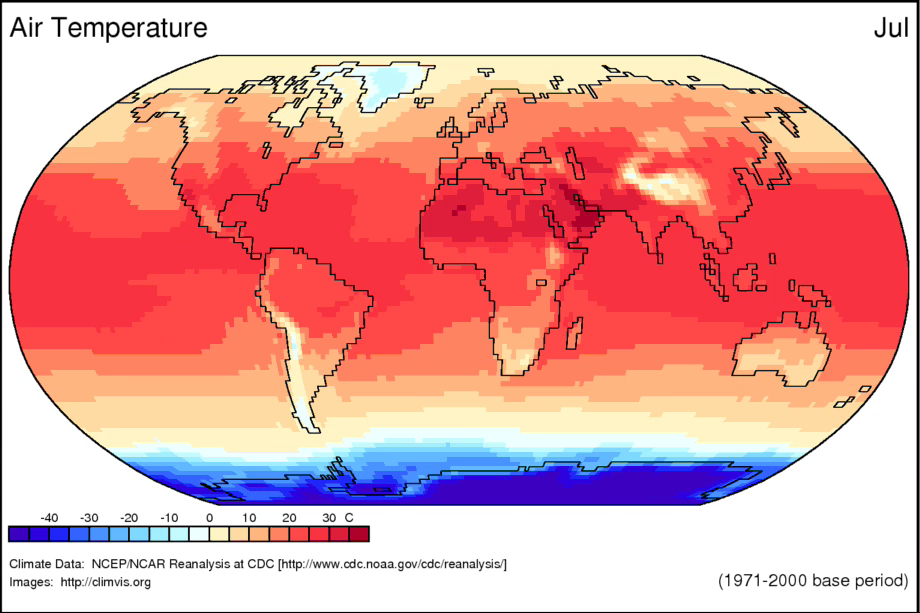 Air Temperature
Jul
-40 -30 -20 -10 0 10 20 30 C
Climate Data: NCEP/NCAR Reanalysis at CDC [http://www.cdc.noaa.gov/cdc/reanalysis/]
Images: http://climvis.org
(1971-2000 base period)